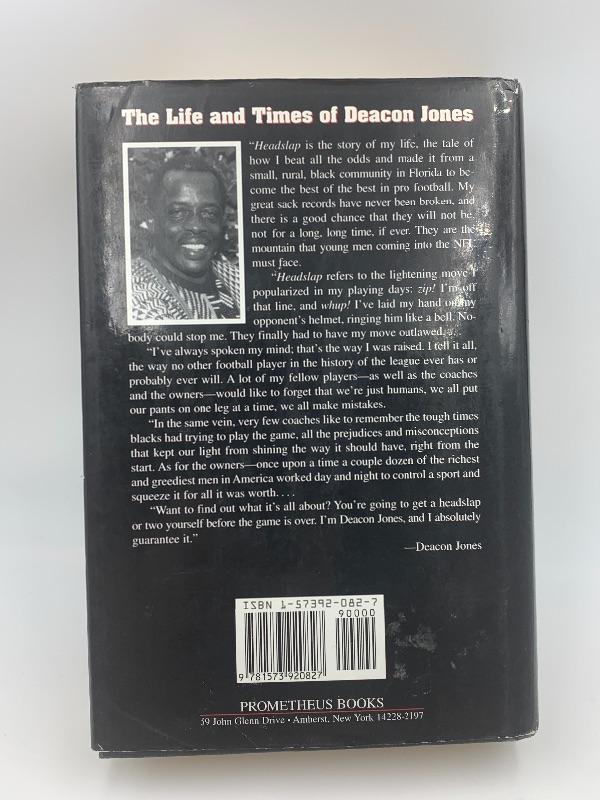 The Life and Times of Deacon Jones
"Headslap is the story of my life, the tale of
how I beat all the odds and made it from a
small, rural, black community in Florida to be-
come the best of the best in pro football. My
great sack records have never been broken, and
there is a good chance that they will not be,
not for a long, long time, if ever. They are the
mountain that young men coming into the NFL
must face.
"Headslap refers to the lightening move I
popularized in my playing days: zip! I'm off
that line, and whup! I've laid my hand on my
opponent's helmet, ringing him like a bell. No-
body could stop me. They finally had to have my move outlawed. . . .
"I've always spoken my mind; that's the way I was raised. I tell it all,
the way no other football player in the history of the league ever has or
probably ever will. A lot of my fellow players—as well as the coaches
and the owners—would like to forget that we're just humans, we all put
our pants on one leg at a time, we all make mistakes.
"In the same vein, very few coaches like to remember the tough times
blacks had trying to play the game, all the prejudices and misconceptions
that kept our light from shining the way it should have, right from the
start. As for the owners—once upon a time a couple dozen of the richest
and greediest men in America worked day and night to control a sport and
squeeze it for all it was worth. . . .
"Want to find out what it's all about? You're going to get a headslap
or two yourself before the game is over. I'm Deacon Jones, and I absolutely
guarantee it."
—Deacon Jones
ISBN 1-57392-082-7
90000
9 781573 920827
PROMETHEUS BOOKS
59 John Glenn Drive • Amherst, New York 14228-2197